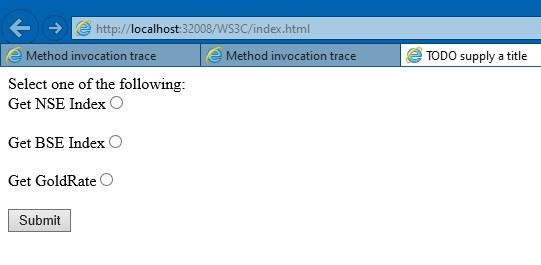 http://localhost:32008/WS3C/index.html
Method invocation trace
Method invocation trace
TODO supply a title
Select one of the following:
Get NSE Index
Get BSE Index
Get GoldRate
Submit